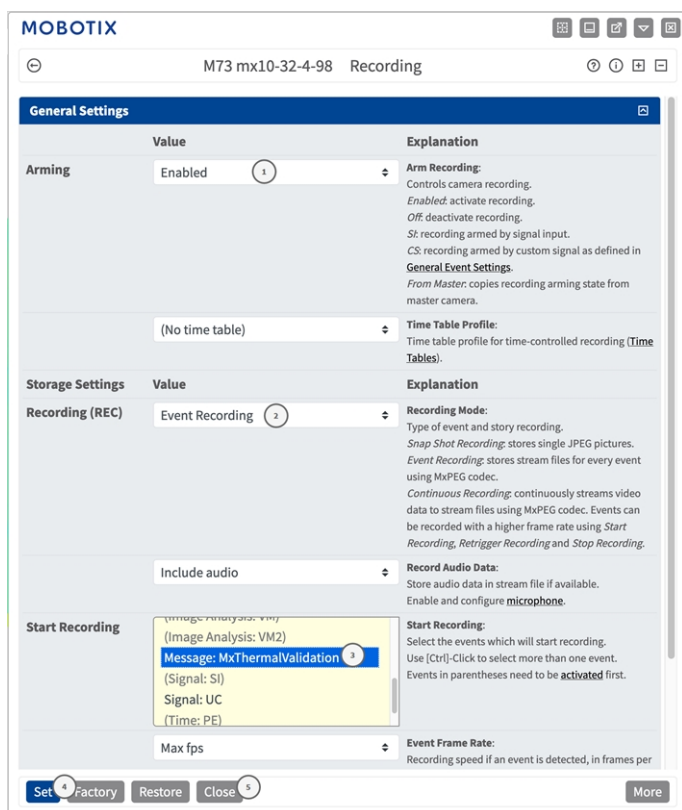 MOBOTIX
M73 mx10-32-4-98 Recording
General Settings
Value Explanation
Arming Enabled 1 Arm Recording:
Controls camera recording.
Enabled: activate recording.
Off: deactivate recording.
SI: recording armed by signal input.
CS: recording armed by custom signal as defined in
General Event Settings.
From Master: copies recording arming state from
master camera.
(No time table) Time Table Profile:
Time table profile for time-controlled recording (Time
Tables).
Storage Settings Value Explanation
Recording (REC) Event Recording 2 Recording Mode:
Type of event and story recording.
Snap Shot Recording: stores single JPEG pictures.
Event Recording: stores stream files for every event
using MxPEG codec.
Continuous Recording: continuously streams video
data to stream files using MxPEG codec. Events can
be recorded with a higher frame rate using Start
Recording, Retrigger Recording and Stop Recording.
Include audio Record Audio Data:
Store audio data in stream file if available.
Enable and configure microphone.
Start Recording (Image Analysis: VM) Start Recording:
(Image Analysis: VM2) Select the events which will start recording.
Message: MxThermalValidation 3 Use [Ctrl]-Click to select more than one event.
(Signal: SI) Events in parentheses need to be activated first.
Signal: UC
(Time: PE)
Max fps Event Frame Rate:
Recording speed if an event is detected, in frames per
Set 4 Factory Restore Close 5 More